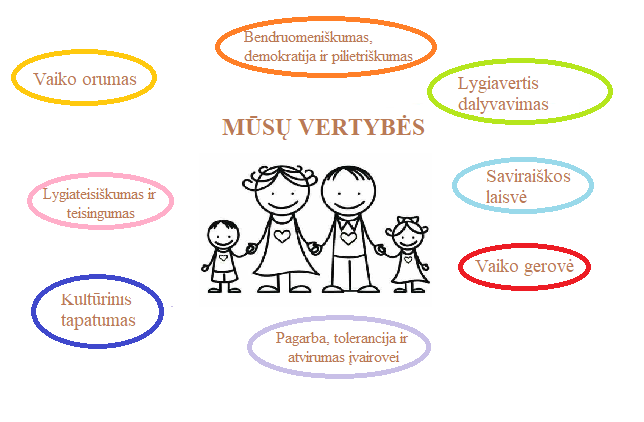 Bendruomeniškumas,
demokratija ir pilietriškumas
Vaiko orumas
Lygiavertis
dalyvavimas
MŪSŲ VERTYBĖS
Lygiateisiškumas ir
teisingumas
Saviraiškos
laisvė
Vaiko gerovė
Kultūrinis
tapatumas
Pagarba, tolerancija ir
atvirumas įvairovei